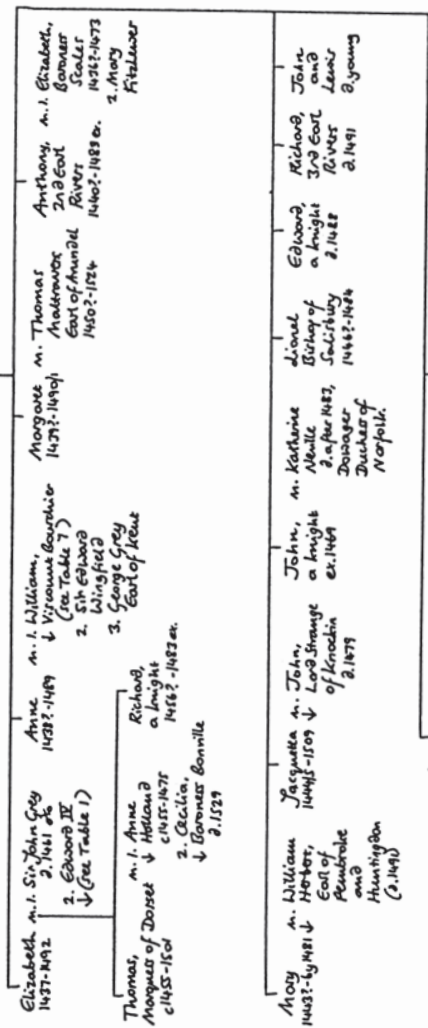 Elizabeth m. 1. Sir John Grey
1437-1492 d. 1461
2. Edward IV
↓ (see Table 1)
Anne m. 1. William,
1438?-1489 ↓ Viscount Bourchier
(see Table 7)
2. Sir Edward
Wingfield
3. George Grey
Earl of Kent
Margaret m. Thomas
1439?-1490/1 Maltravers
Earl of Arundel
1450?-1524
Anthony, m. 1. Elizabeth,
2nd Earl Baroness
Rivers Scales
1440?-1483 ex. 1436?-1473
2. Mary
Fitzlewer
Thomas, m. 1. Anne
Marquess of Dorset ↓ Holland
c1455-1501 c1455-1475
2. Cecilia,
↓ Baroness Bonville
d. 1529
Richard,
a knight
1456?-1483 ex.
Mary m. William
1443?-by 1481 ↓
Earl of
Pembroke
and
Huntingdon
(d. 1491)
Jacquetta m. John,
1444/5-1509 ↓ Lord Strange
of Knockin
d. 1479
John, m. Katherine
a knight Neville
ex. 1469 d. after 1483,
Dowager
Duchess of
Norfolk.
Lionel
Bishop of
Salisbury
1446?-1484
Edward,
a knight
d. 1488
Richard,
3rd Earl
Rivers
d. 1491
John
and
Lewis
d. young